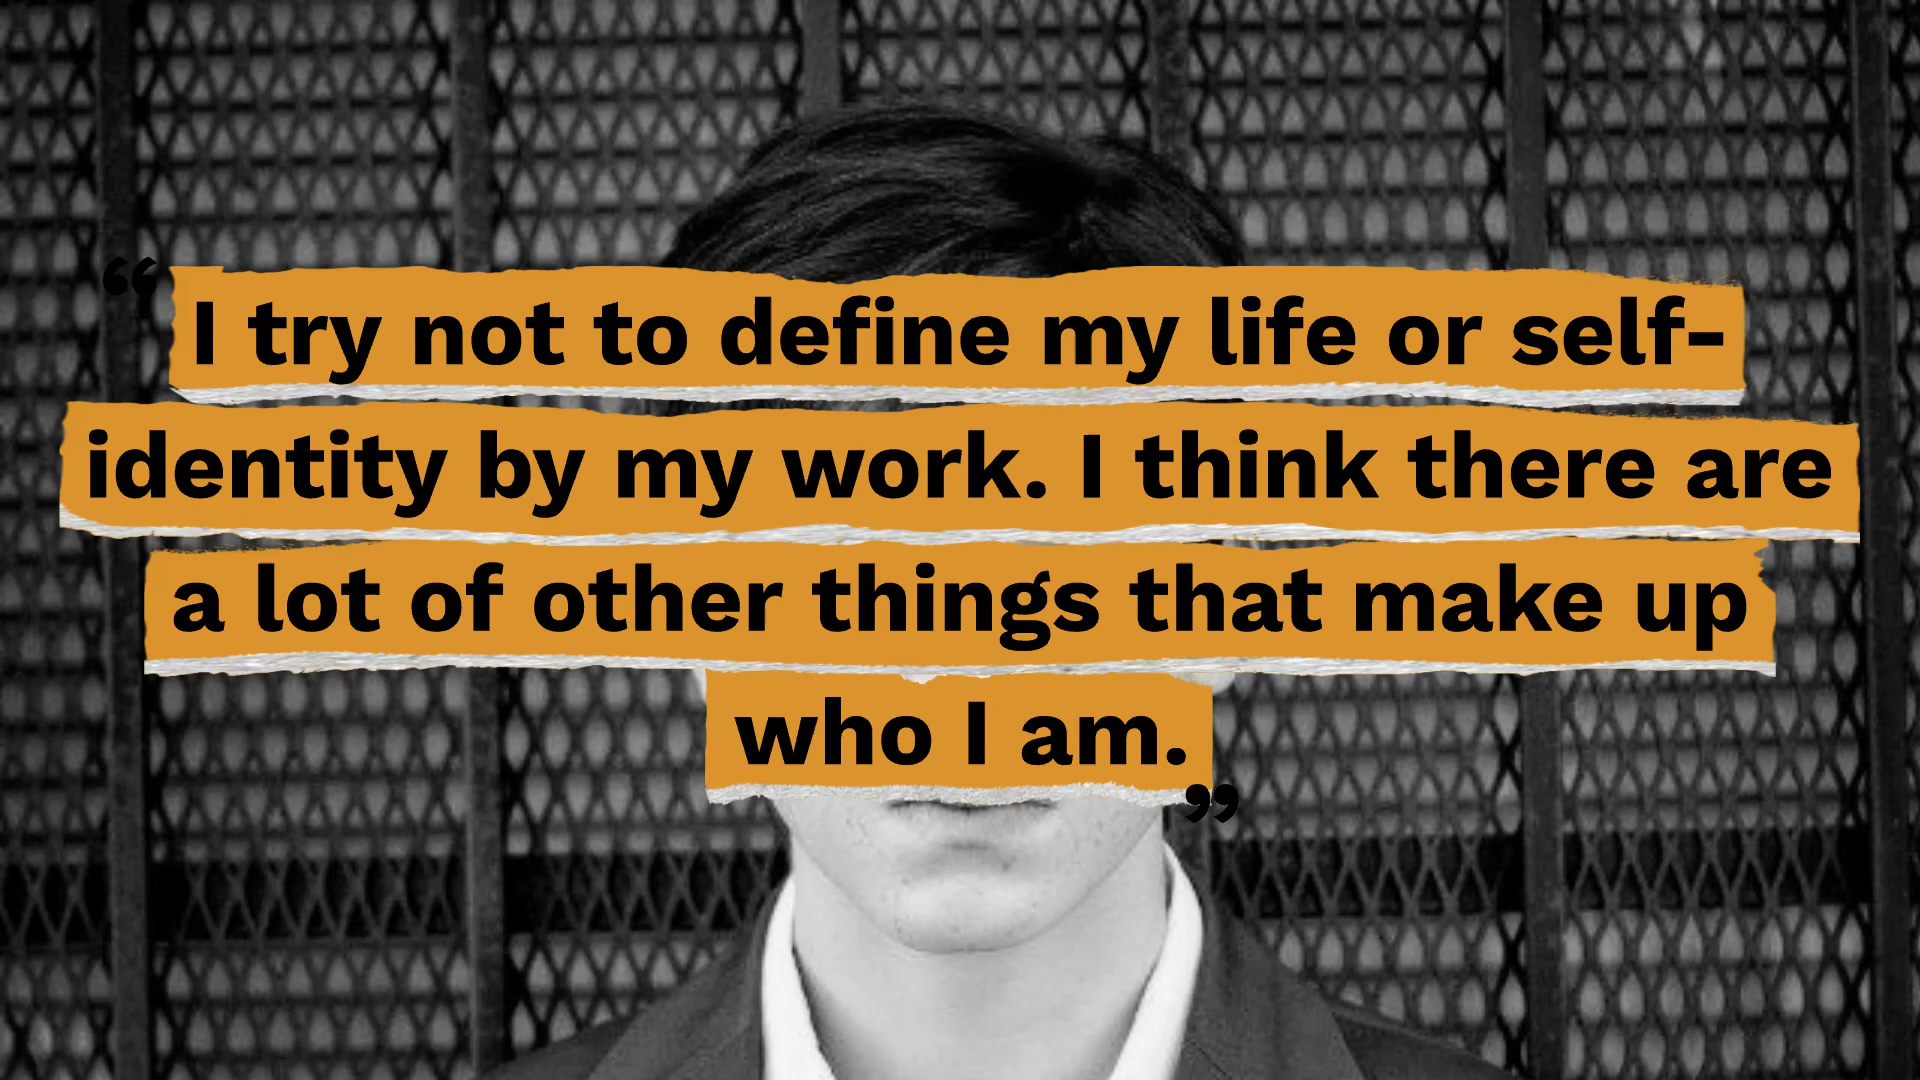 “I try not to define my life or self-
identity by my work. I think there are
a lot of other things that make up
who I am.”